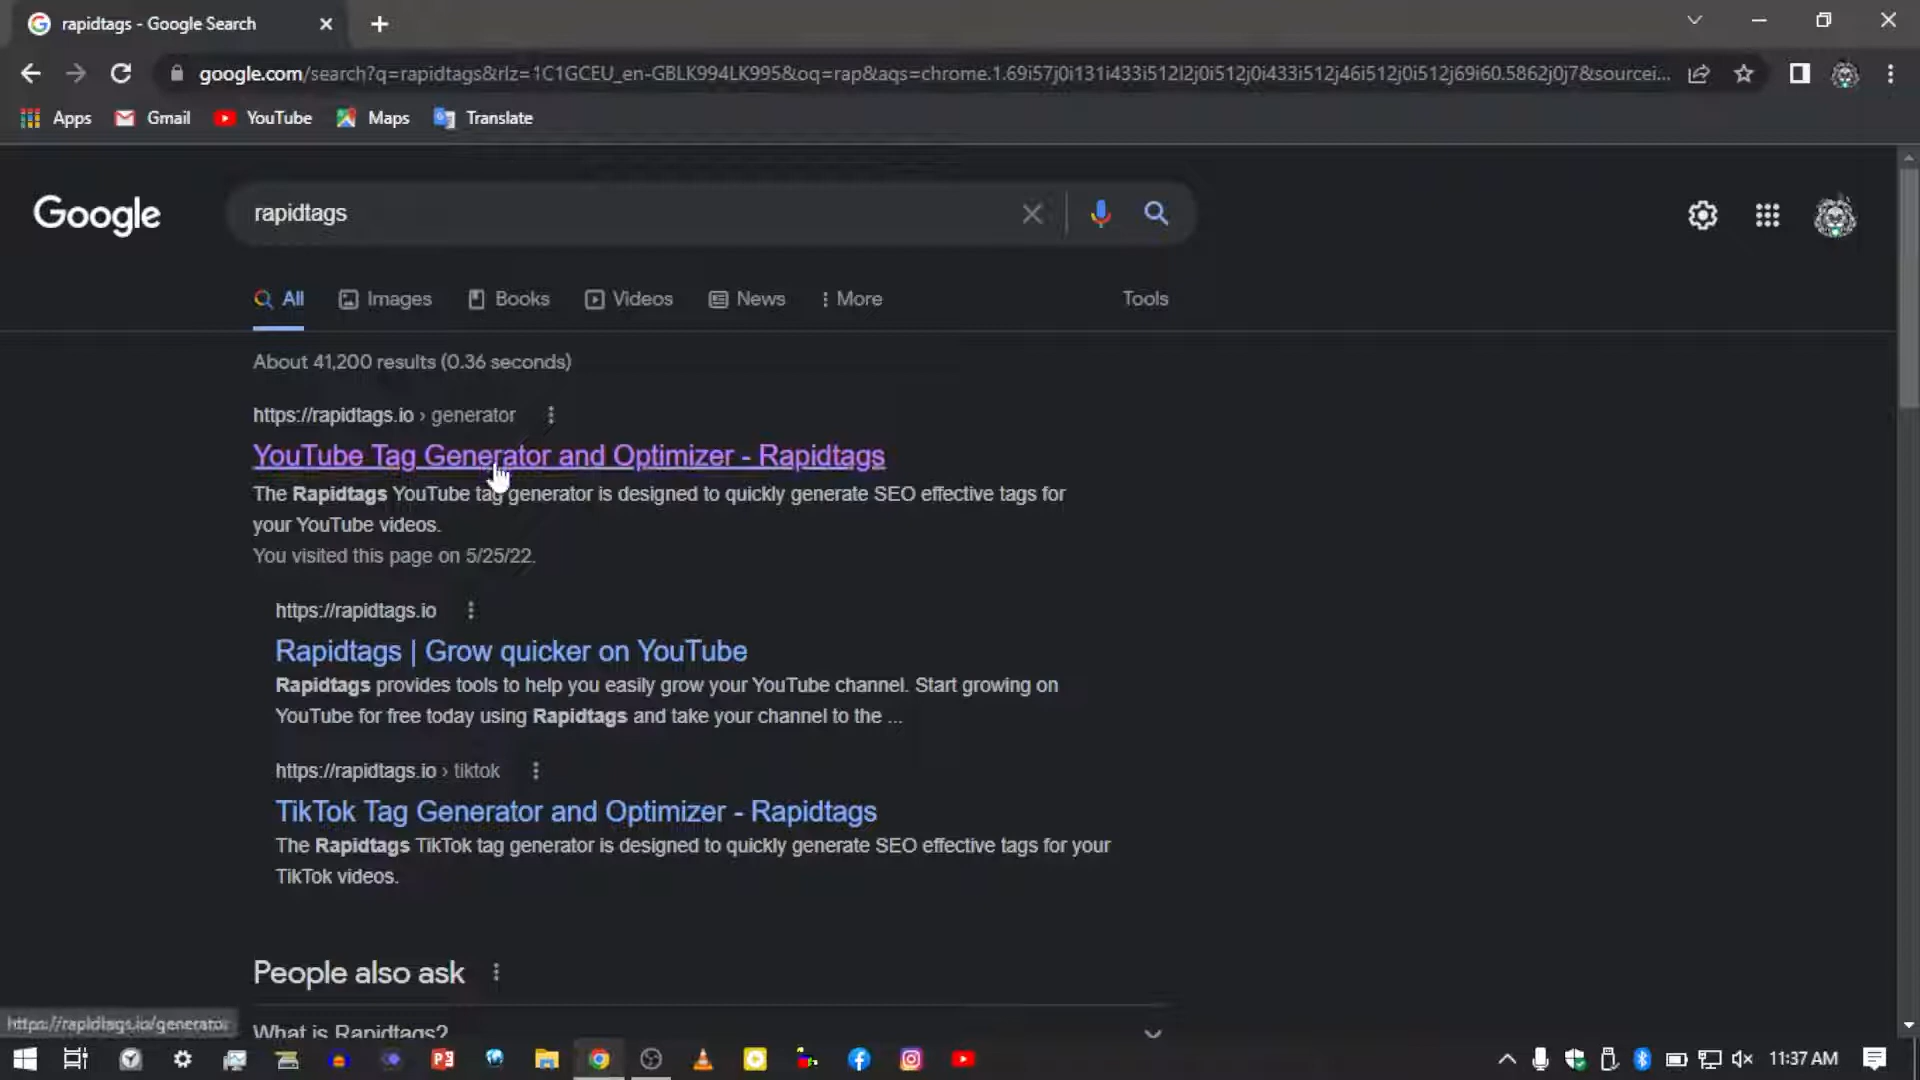 rapidtags - Google Search
google.com/search?q=rapidtags&rlz=1C1GCEU_en-GBLK994LK995&oq=rap&aqs=chrome.1.69i57j0i131i433i512l2j0i512j0i433i512j46i512j0i512j69i60.5862j0j7&sourcei...
Apps Gmail YouTube Maps Translate
Google
rapidtags
All Images Books Videos News More Tools
About 41,200 results (0.36 seconds)
https://rapidtags.io › generator
YouTube Tag Generator and Optimizer - Rapidtags
The Rapidtags YouTube tag generator is designed to quickly generate SEO effective tags for
your YouTube videos.
You visited this page on 5/25/22.
https://rapidtags.io
Rapidtags | Grow quicker on YouTube
Rapidtags provides tools to help you easily grow your YouTube channel. Start growing on
YouTube for free today using Rapidtags and take your channel to the ...
https://rapidtags.io › tiktok
TikTok Tag Generator and Optimizer - Rapidtags
The Rapidtags TikTok tag generator is designed to quickly generate SEO effective tags for your
TikTok videos.
People also ask
What is Rapidtags?
https://rapidtags.io/generator
11:37 AM